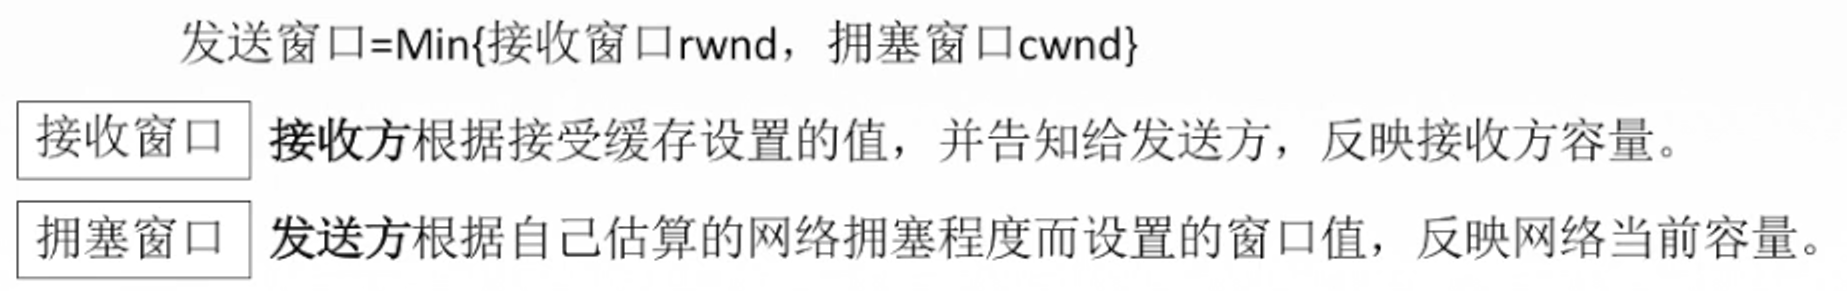 发送窗口=Min{接收窗口rwnd，拥塞窗口cwnd}
接收窗口 接收方根据接受缓存设置的值，并告知给发送方，反映接收方容量。
拥塞窗口 发送方根据自己估算的网络拥塞程度而设置的窗口值，反映网络当前容量。